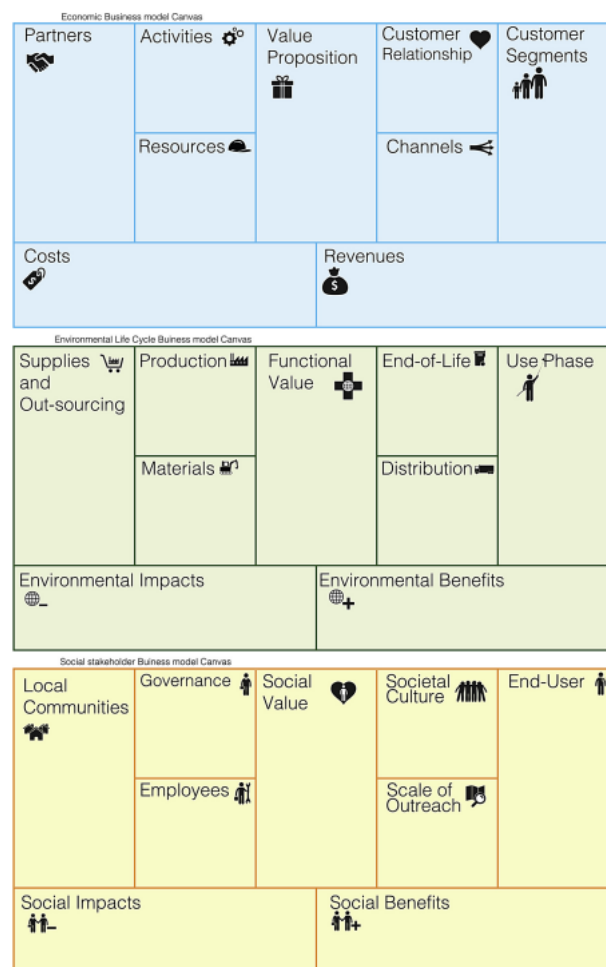 Economic Business model Canvas
Partners
Activities
Value
Proposition
Customer
Relationship
Customer
Segments
Resources
Channels
Costs
$
Revenues
$
Environmental Life Cycle Buiness model Canvas
Supplies
and
Out-sourcing
Production
Functional
Value
End-of-Life
Use Phase
Materials
Distribution
Environmental Impacts
Environmental Benefits
Social stakeholder Buiness model Canvas
Local
Communities
Governance
Social
Value
Societal
Culture
End-User
Employees
Scale of
Outreach
Social Impacts
Social Benefits